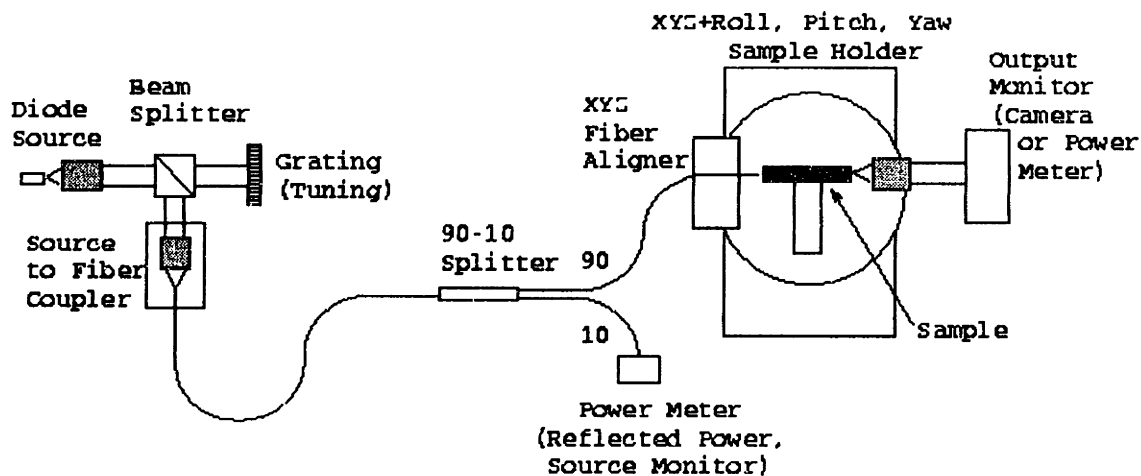 XYZ+Roll, Pitch, Yaw
Sample Holder
Output
Monitor
(Camera
or Power
Meter)
Beam
Splitter
Diode
Source
XYZ
Fiber
Aligner
Grating
(Tuning)
Source
to Fiber
Coupler
90-10
Splitter
90
10
Sample
Power Meter
(Reflected Power,
Source Monitor)